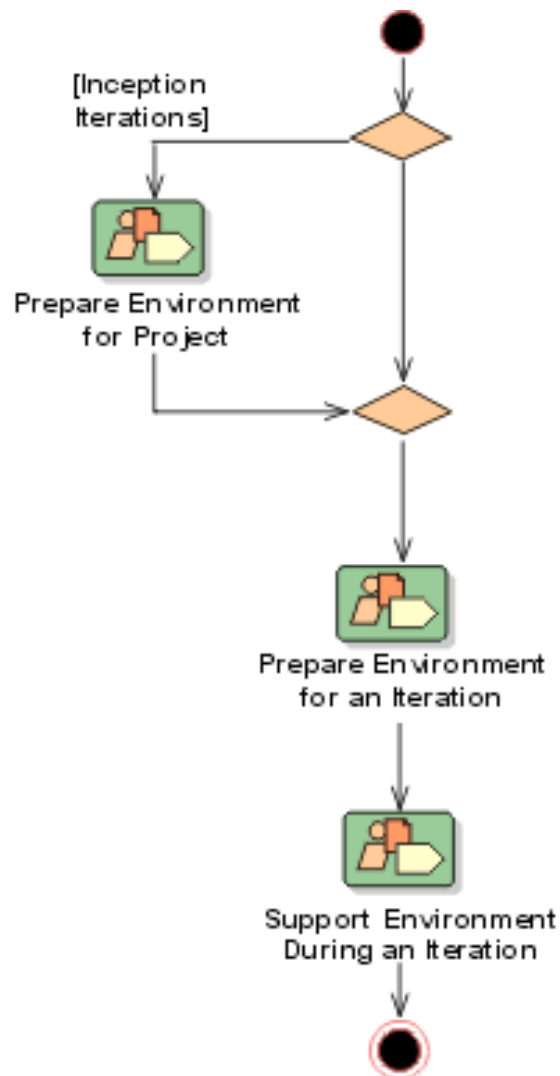 [Inception
Iterations]
Prepare Environment
for Project
Prepare Environment
for an Iteration
Support Environment
During an Iteration